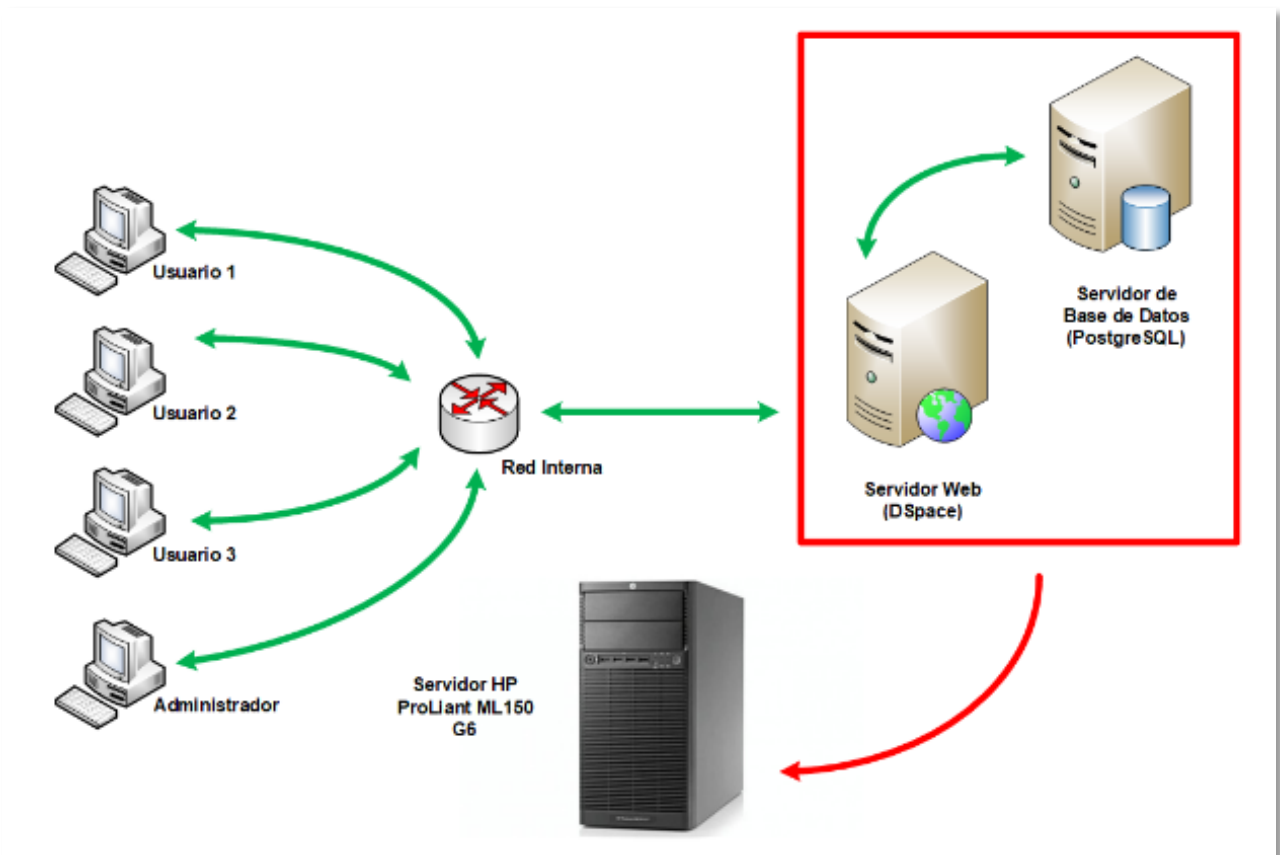 Usuario 1
Usuario 2
Usuario 3
Administrador
Red Interna
Servidor de
Base de Datos
(PostgreSQL)
Servidor Web
(DSpace)
Servidor HP
ProLiant ML150
G6